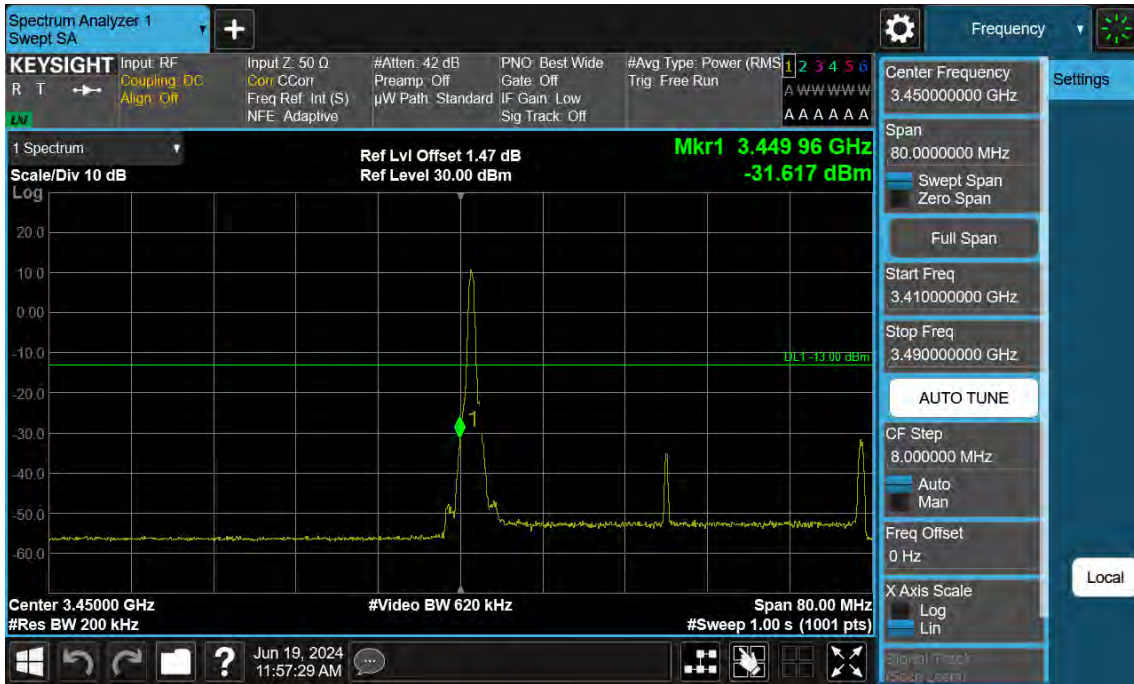 Spectrum Analyzer 1
Swept SA
+
Frequency
KEYSIGHT
R T
LXI
Input: RF
Coupling: DC
Align: Off
Input Z: 50 Ω
Corr CCorr
Freq Ref: Int (S)
NFE: Adaptive
#Atten: 42 dB
Preamp: Off
µW Path: Standard
PNO: Best Wide
Gate: Off
IF Gain: Low
Sig Track: Off
#Avg Type: Power (RMS
Trig: Free Run
1 2 3 4 5 6
A W W W W W
A A A A A A
1 Spectrum
Scale/Div 10 dB
Ref Lvl Offset 1.47 dB
Ref Level 30.00 dBm
Mkr1 3.449 96 GHz
-31.617 dBm
Log
20.0
10.0
0.00
-10.0
-20.0
-30.0
-40.0
-50.0
-60.0
DL1 -13.00 dBm
1
Center 3.45000 GHz
#Res BW 200 kHz
#Video BW 620 kHz
Span 80.00 MHz
#Sweep 1.00 s (1001 pts)
Center Frequency
3.450000000 GHz
Span
80.0000000 MHz
Swept Span
Zero Span
Full Span
Start Freq
3.410000000 GHz
Stop Freq
3.490000000 GHz
AUTO TUNE
CF Step
8.000000 MHz
Auto
Man
Freq Offset
0 Hz
X Axis Scale
Log
Lin
Signal Track
(Span Zoom)
Settings
Local
?
Jun 19, 2024
11:57:29 AM